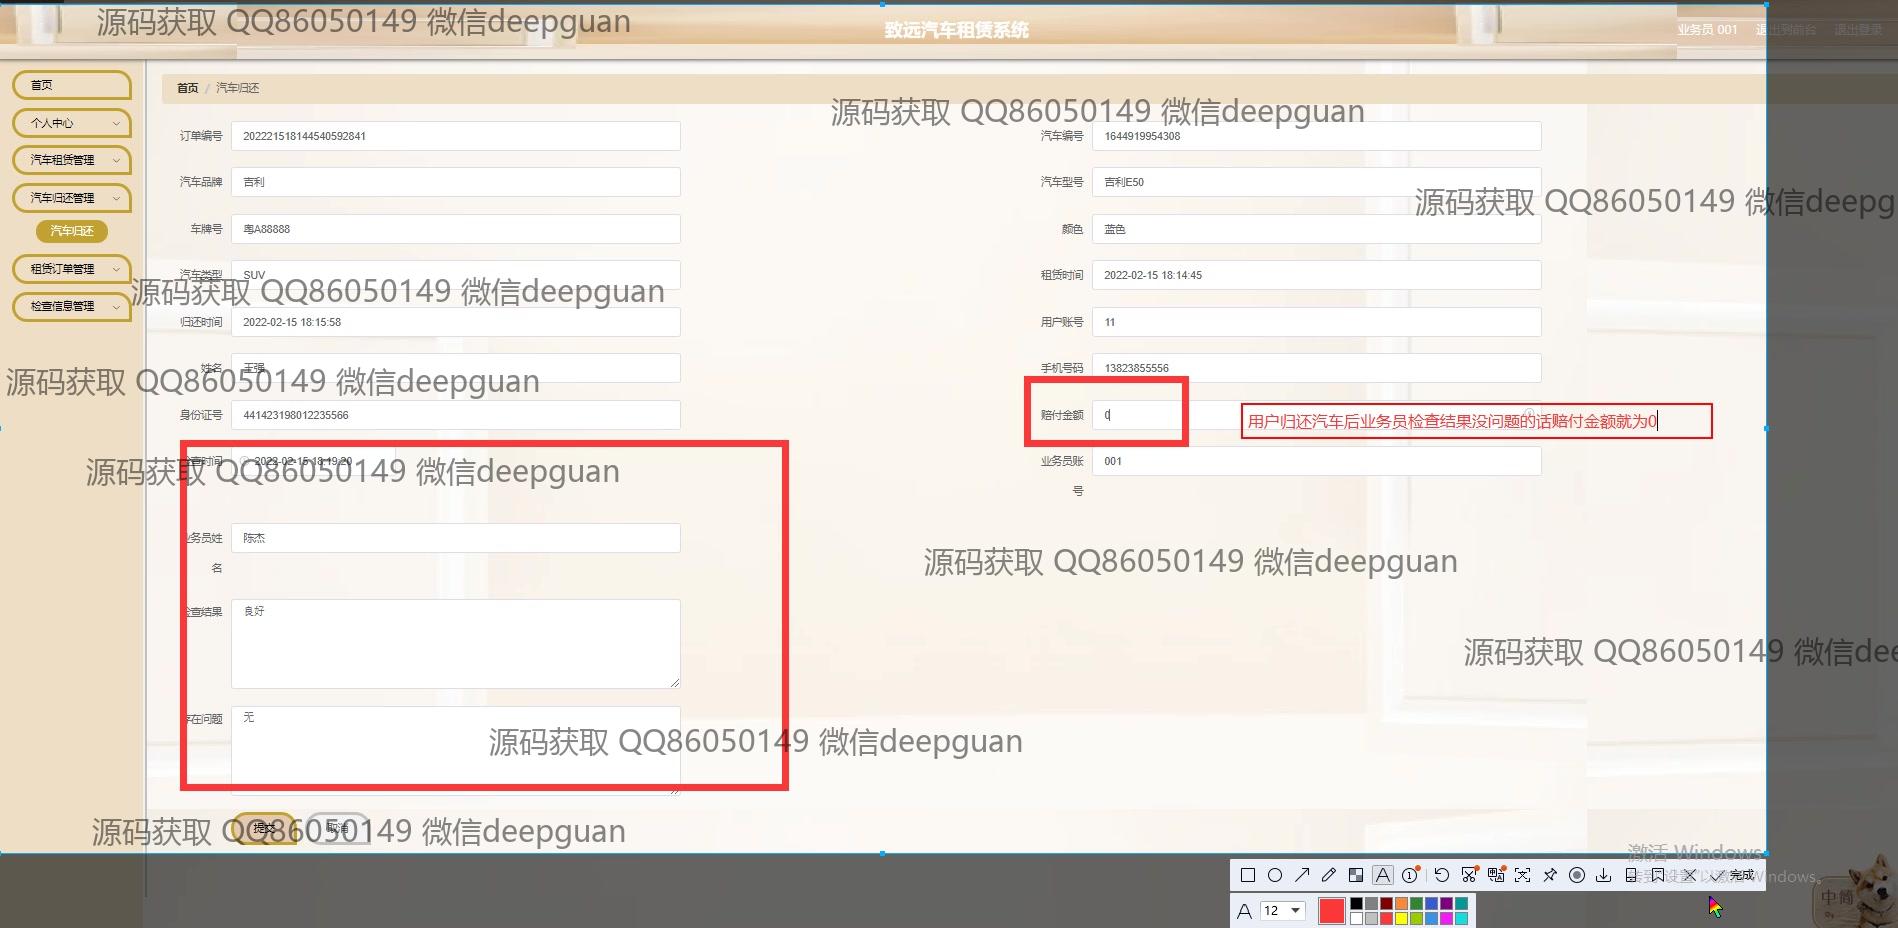 源码获取 QQ86050149 微信deepguan
致远汽车租赁系统
业务员 001 退出到前台 退出登录
首页
个人中心
汽车租赁管理
汽车归还管理
汽车归还
租赁订单管理
检查信息管理
首页 / 汽车归还
源码获取 QQ86050149 微信deepguan
订单编号 202221518144540592841
汽车编号 1644919954308
汽车品牌 吉利
汽车型号 吉利E50
源码获取 QQ86050149 微信deepg
车牌号 粤A88888
颜色 蓝色
汽车类型 SUV
租赁时间 2022-02-15 18:14:45
源码获取 QQ86050149 微信deepguan
归还时间 2022-02-15 18:15:58
用户账号 11
姓名 王强
手机号码 13823855556
源码获取 QQ86050149 微信deepguan
身份证号 441423198012235566
赔付金额 0
用户归还汽车后业务员检查结果没问题的话赔付金额就为0
检查时间 2022-02-15 18:19:20
业务员账号 001
源码获取 QQ86050149 微信deepguan
业务员姓名 陈杰
源码获取 QQ86050149 微信deepguan
检查结果 良好
源码获取 QQ86050149 微信dee
存在问题 无
源码获取 QQ86050149 微信deepguan
提交 取消
源码获取 QQ86050149 微信deepguan
激活 Windows
转到"设置"以激活 Windows。
完成
A 12
中简